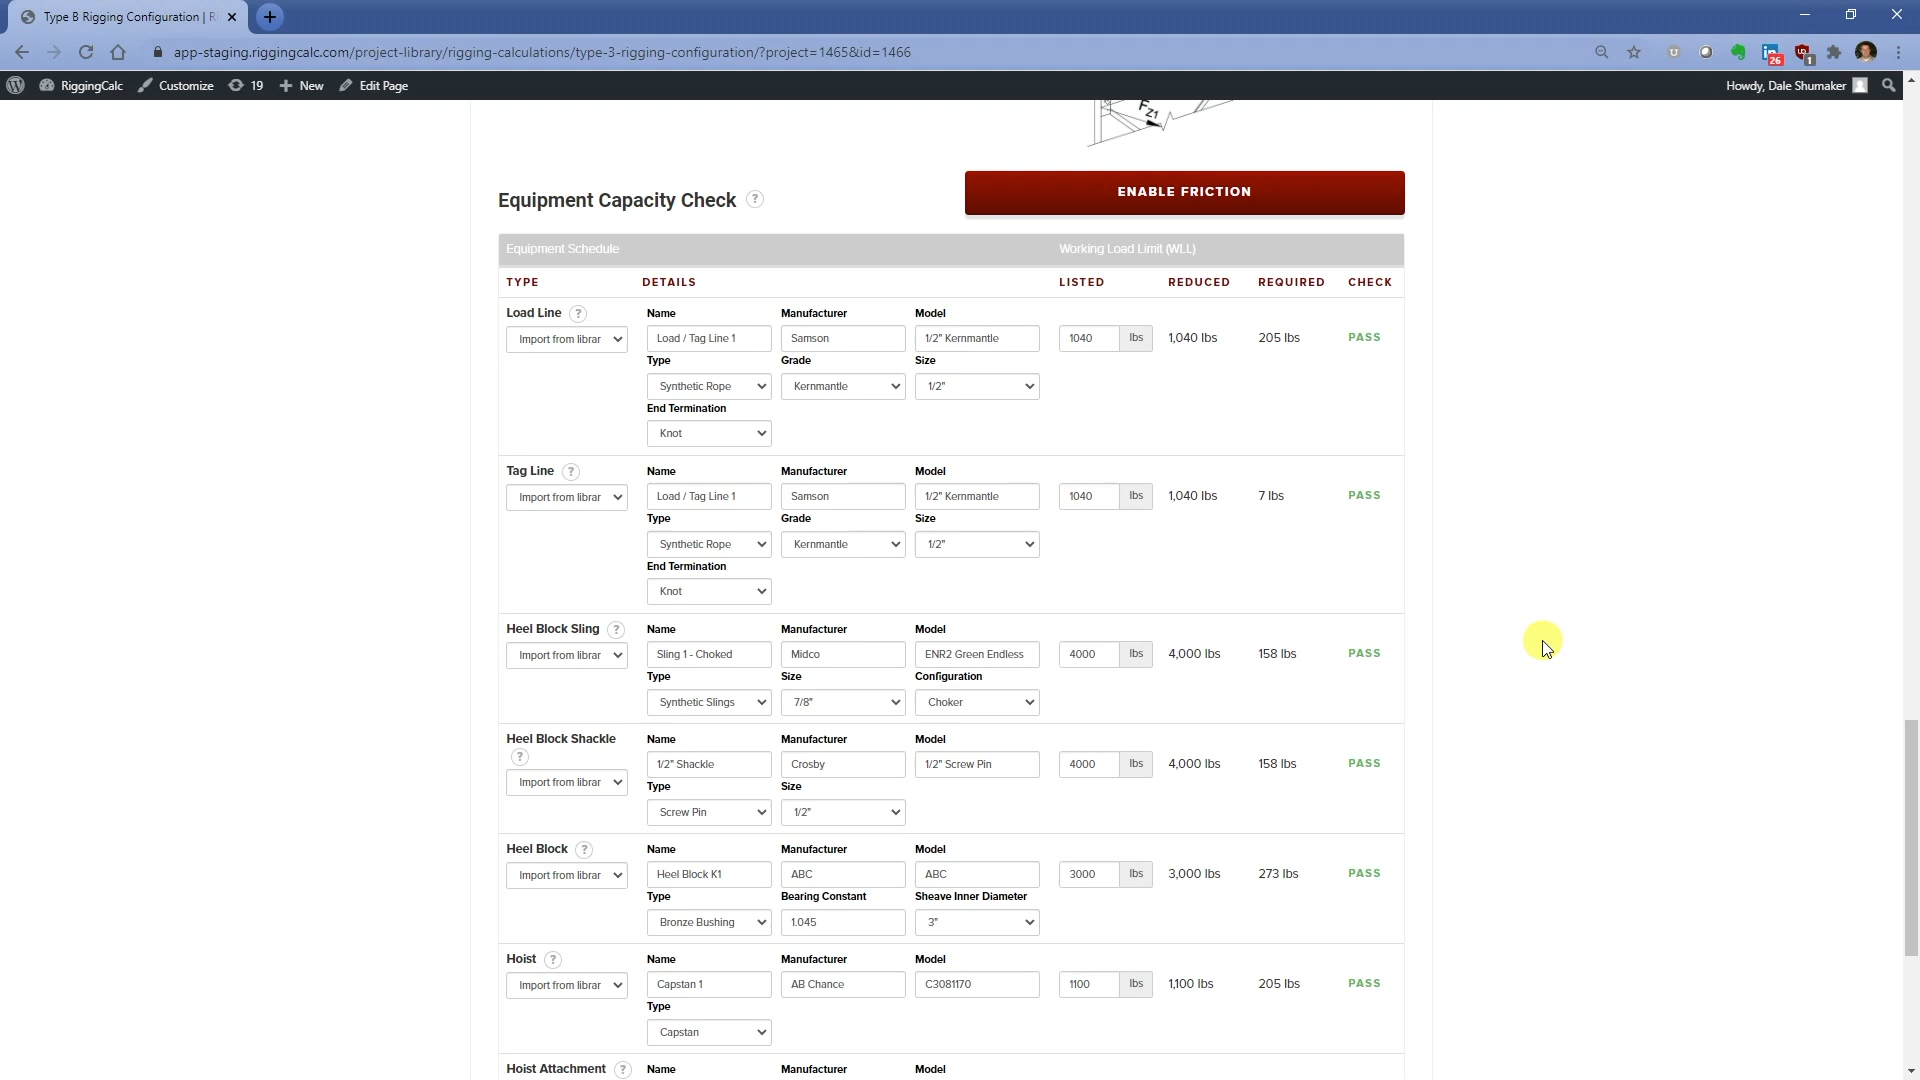 Type B Rigging Configuration | Ri
app-staging.riggingcalc.com/project-library/rigging-calculations/type-3-rigging-configuration/?project=1465&id=1466
26
1
RiggingCalc Customize 19 New Edit Page
Howdy, Dale Shumaker
FZ1
Equipment Capacity Check ?
ENABLE FRICTION
Equipment Schedule Working Load Limit (WLL)
TYPE DETAILS LISTED REDUCED REQUIRED CHECK
Load Line ? Name Manufacturer Model
Import from librar Load / Tag Line 1 Samson 1/2" Kernmantle 1040 lbs 1,040 lbs 205 lbs PASS
Type Grade Size
Synthetic Rope Kernmantle 1/2"
End Termination
Knot
Tag Line ? Name Manufacturer Model
Import from librar Load / Tag Line 1 Samson 1/2" Kernmantle 1040 lbs 1,040 lbs 7 lbs PASS
Type Grade Size
Synthetic Rope Kernmantle 1/2"
End Termination
Knot
Heel Block Sling ? Name Manufacturer Model
Import from librar Sling 1 - Choked Midco ENR2 Green Endless 4000 lbs 4,000 lbs 158 lbs PASS
Type Size Configuration
Synthetic Slings 7/8" Choker
Heel Block Shackle Name Manufacturer Model
? 1/2" Shackle Crosby 1/2" Screw Pin 4000 lbs 4,000 lbs 158 lbs PASS
Import from librar Type Size
Screw Pin 1/2"
Heel Block ? Name Manufacturer Model
Import from librar Heel Block K1 ABC ABC 3000 lbs 3,000 lbs 273 lbs PASS
Type Bearing Constant Sheave Inner Diameter
Bronze Bushing 1.045 3"
Hoist ? Name Manufacturer Model
Import from librar Capstan 1 AB Chance C3081170 1100 lbs 1,100 lbs 205 lbs PASS
Type
Capstan
Hoist Attachment ? Name Manufacturer Model